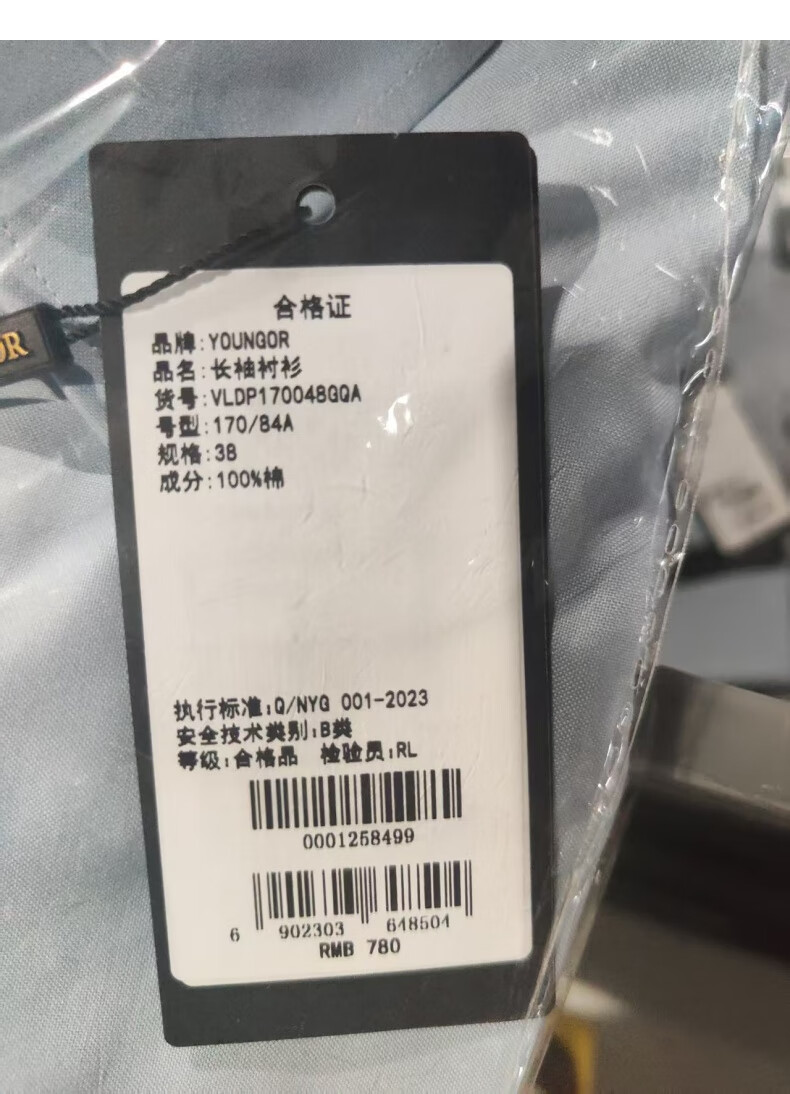 合格证
品牌:YOUNGOR
品名:长袖衬衫
货号:VLDP170048GQA
号型:170/84A
规格:38
成分:100%棉
OR
执行标准:Q/NYG 001-2023
安全技术类别:B类
等级:合格品 检验员:RL
0001258499
6 902303 648504
RMB 780